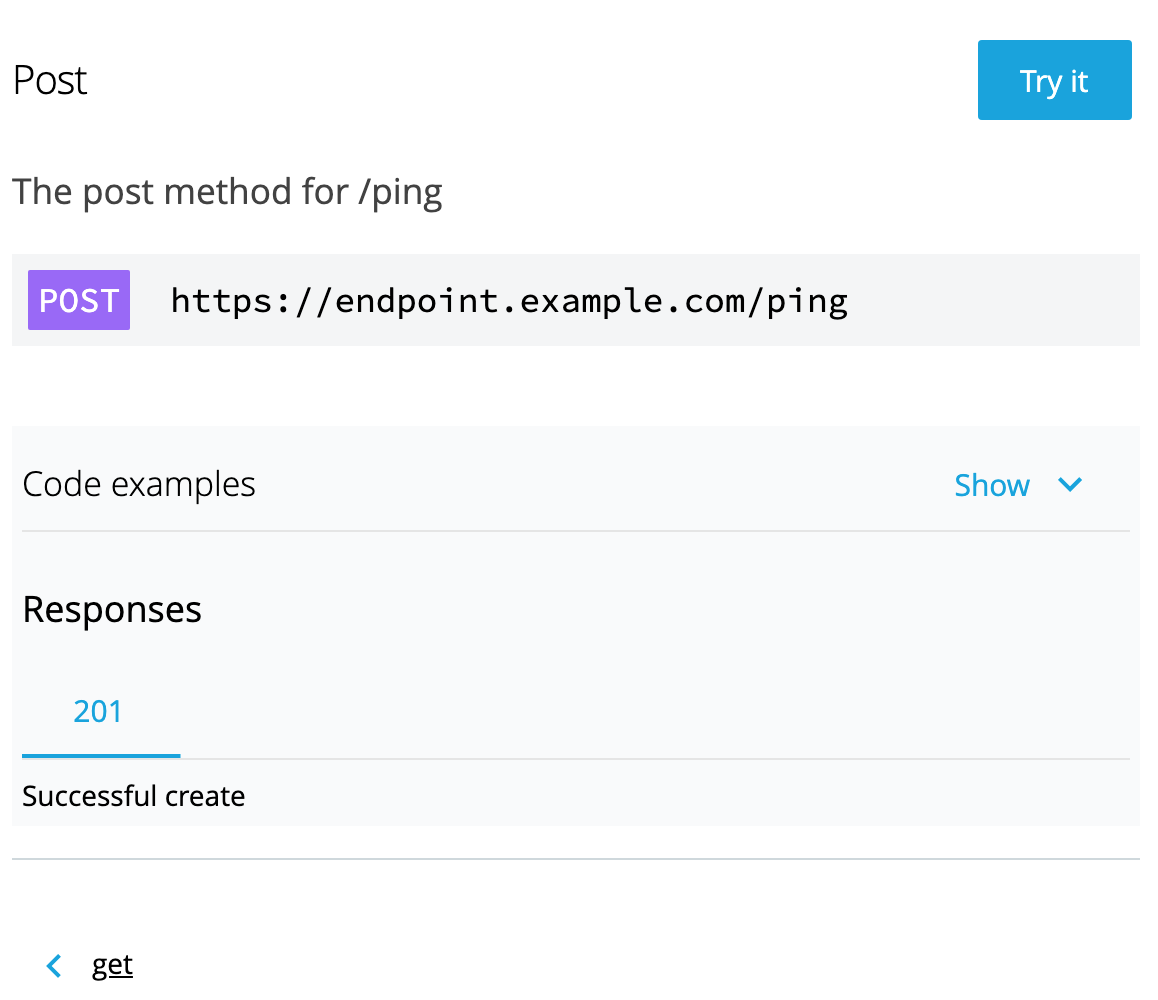 Post
Try it
The post method for /ping
POST https://endpoint.example.com/ping
Code examples
Show
Responses
201
Successful create
get